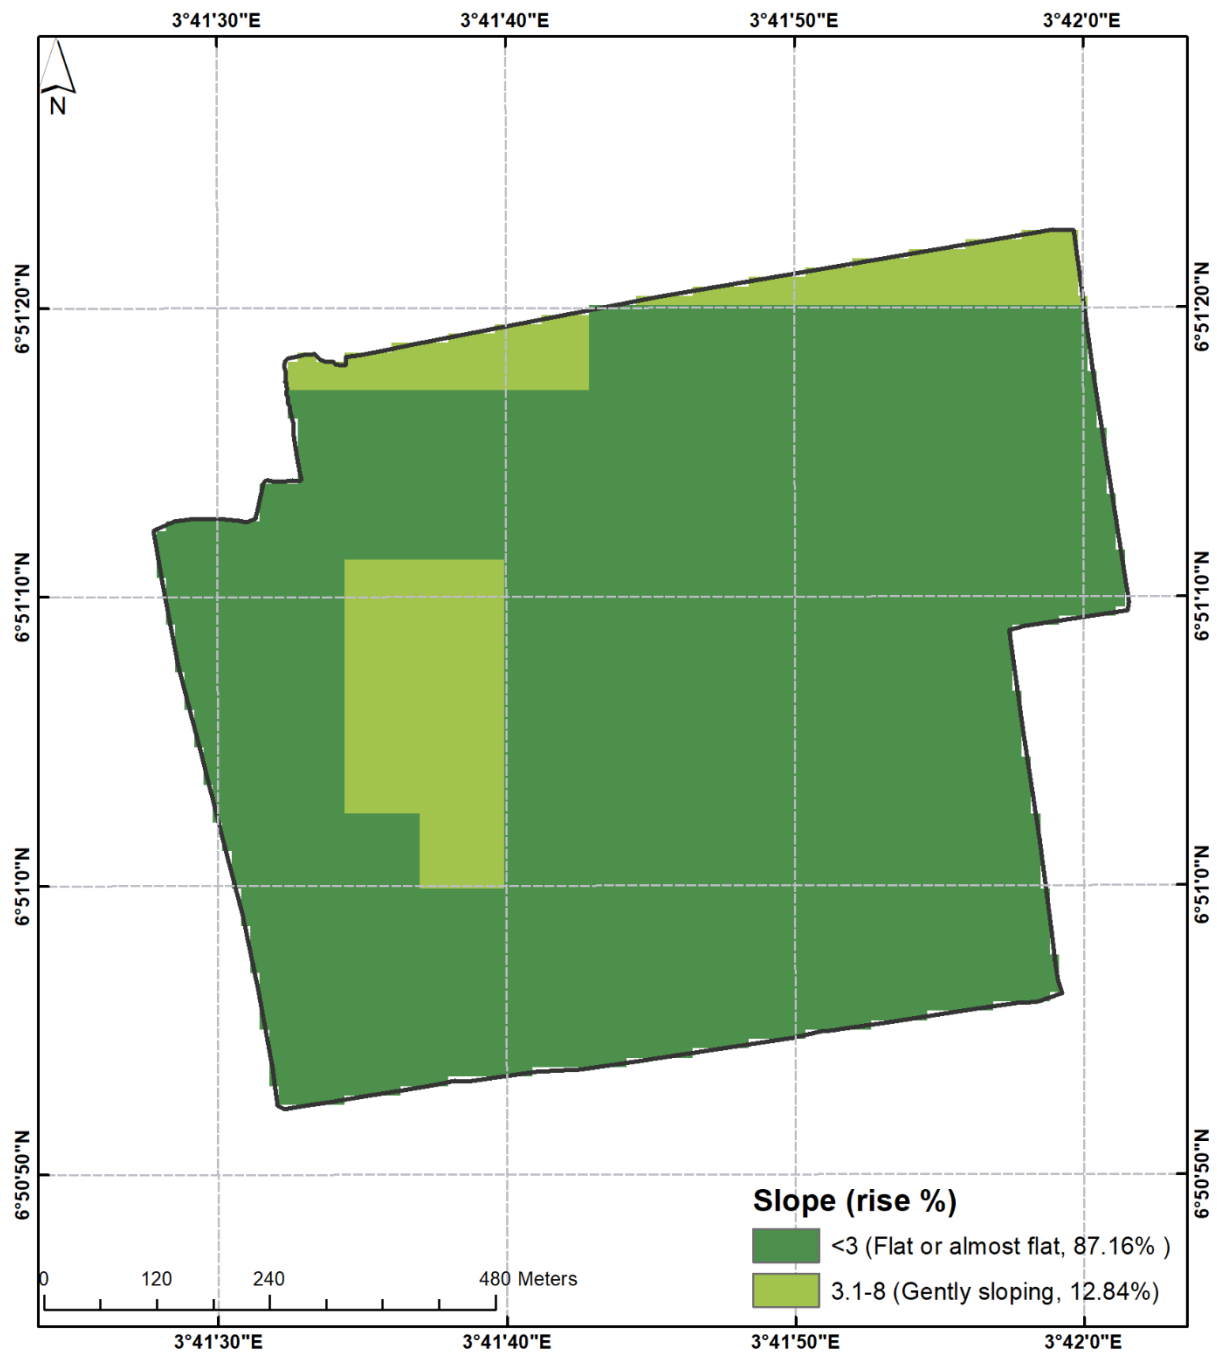 3°41'30"E 3°41'40"E 3°41'50"E 3°42'0"E
N
6°51'20"N 6°51'20"N
6°51'10"N 6°51'10"N
6°51'0"N 6°51'0"N
6°50'50"N 6°50'50"N
Slope (rise %)
<3 (Flat or almost flat, 87.16% )
3.1-8 (Gently sloping, 12.84%)
0 120 240 480 Meters
3°41'30"E 3°41'40"E 3°41'50"E 3°42'0"E